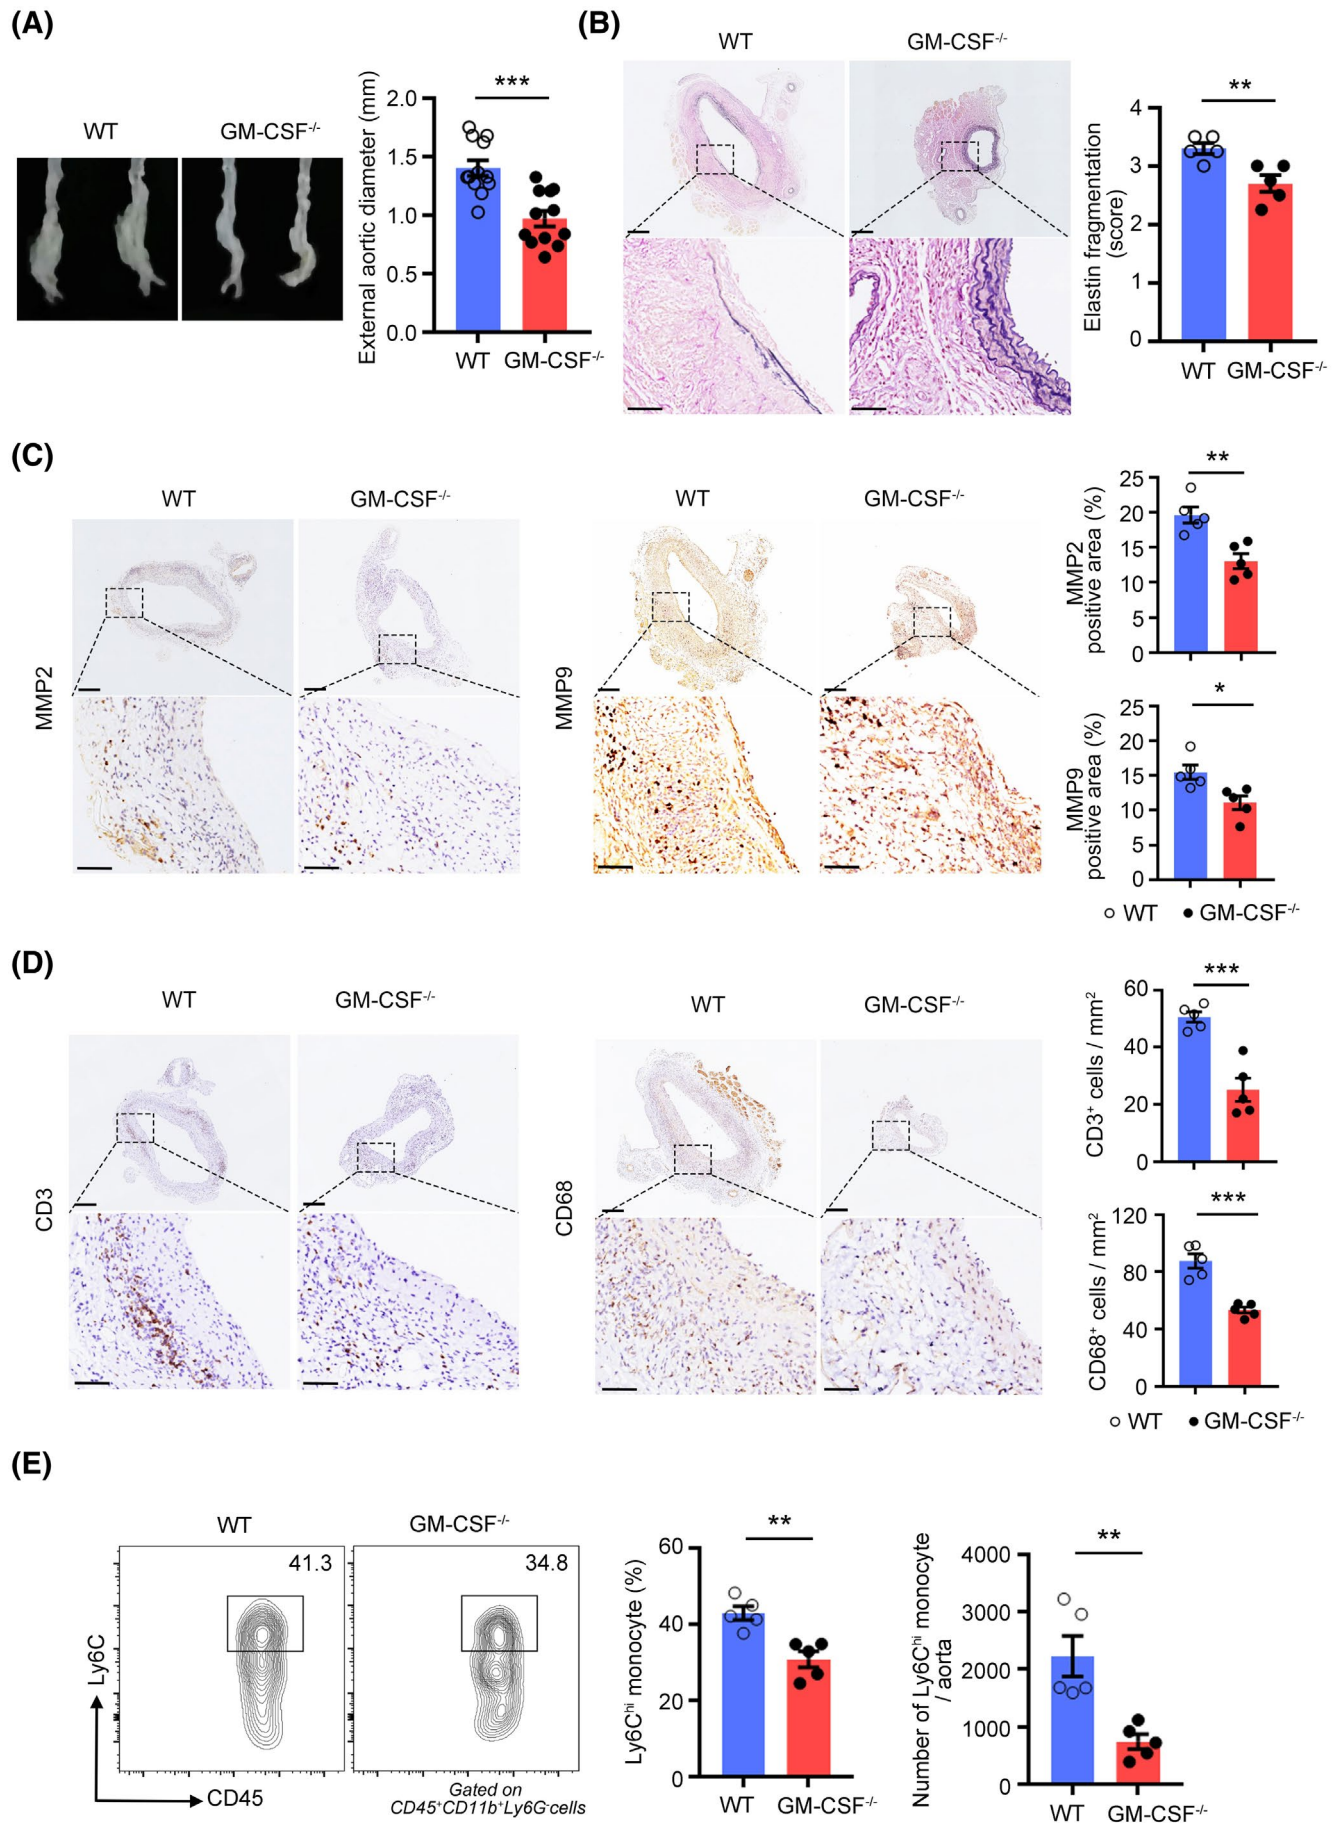 (A)
WT GM-CSF-/-
External aortic diameter (mm)
2.0
1.5
1.0
0.5
0.0
***
WT GM-CSF-/-
(B)
WT GM-CSF-/-
Elastin fragmentation
(score)
4
3
2
1
0
**
WT GM-CSF-/-
(C)
WT GM-CSF-/-
MMP2
WT GM-CSF-/-
MMP9
MMP2
positive area (%)
25
20
15
10
5
0
**
MMP9
positive area (%)
25
20
15
10
5
0
*
WT GM-CSF-/-
(D)
WT GM-CSF-/-
CD3
WT GM-CSF-/-
CD68
CD3+ cells / mm2
60
40
20
0
***
CD68+ cells / mm2
120
80
40
0
***
WT GM-CSF-/-
(E)
WT GM-CSF-/-
41.3
34.8
Ly6C
CD45
Gated on
CD45+CD11b+Ly6G-cells
Ly6Chi monocyte (%)
60
40
20
0
**
WT GM-CSF-/-
Number of Ly6Chi monocyte
/ aorta
4000
3000
2000
1000
0
**
WT GM-CSF-/-